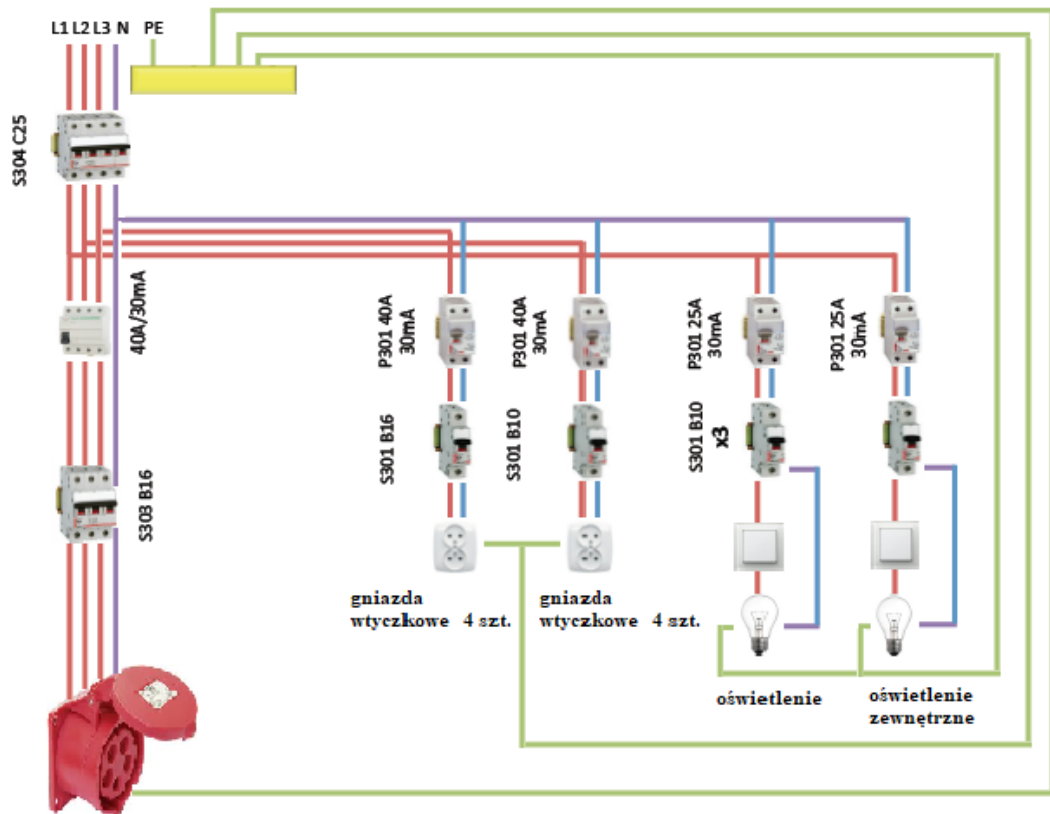 L1 L2 L3 N PE
S304 C25
40A/30mA
P301 40A
30mA
P301 40A
30mA
P301 25A
30mA
P301 25A
30mA
S301 B16
S301 B10
S301 B10
x3
S303 B16
gniazda
wtyczkowe 4 szt.
gniazda
wtyczkowe 4 szt.
oświetlenie
oświetlenie
zewnętrzne